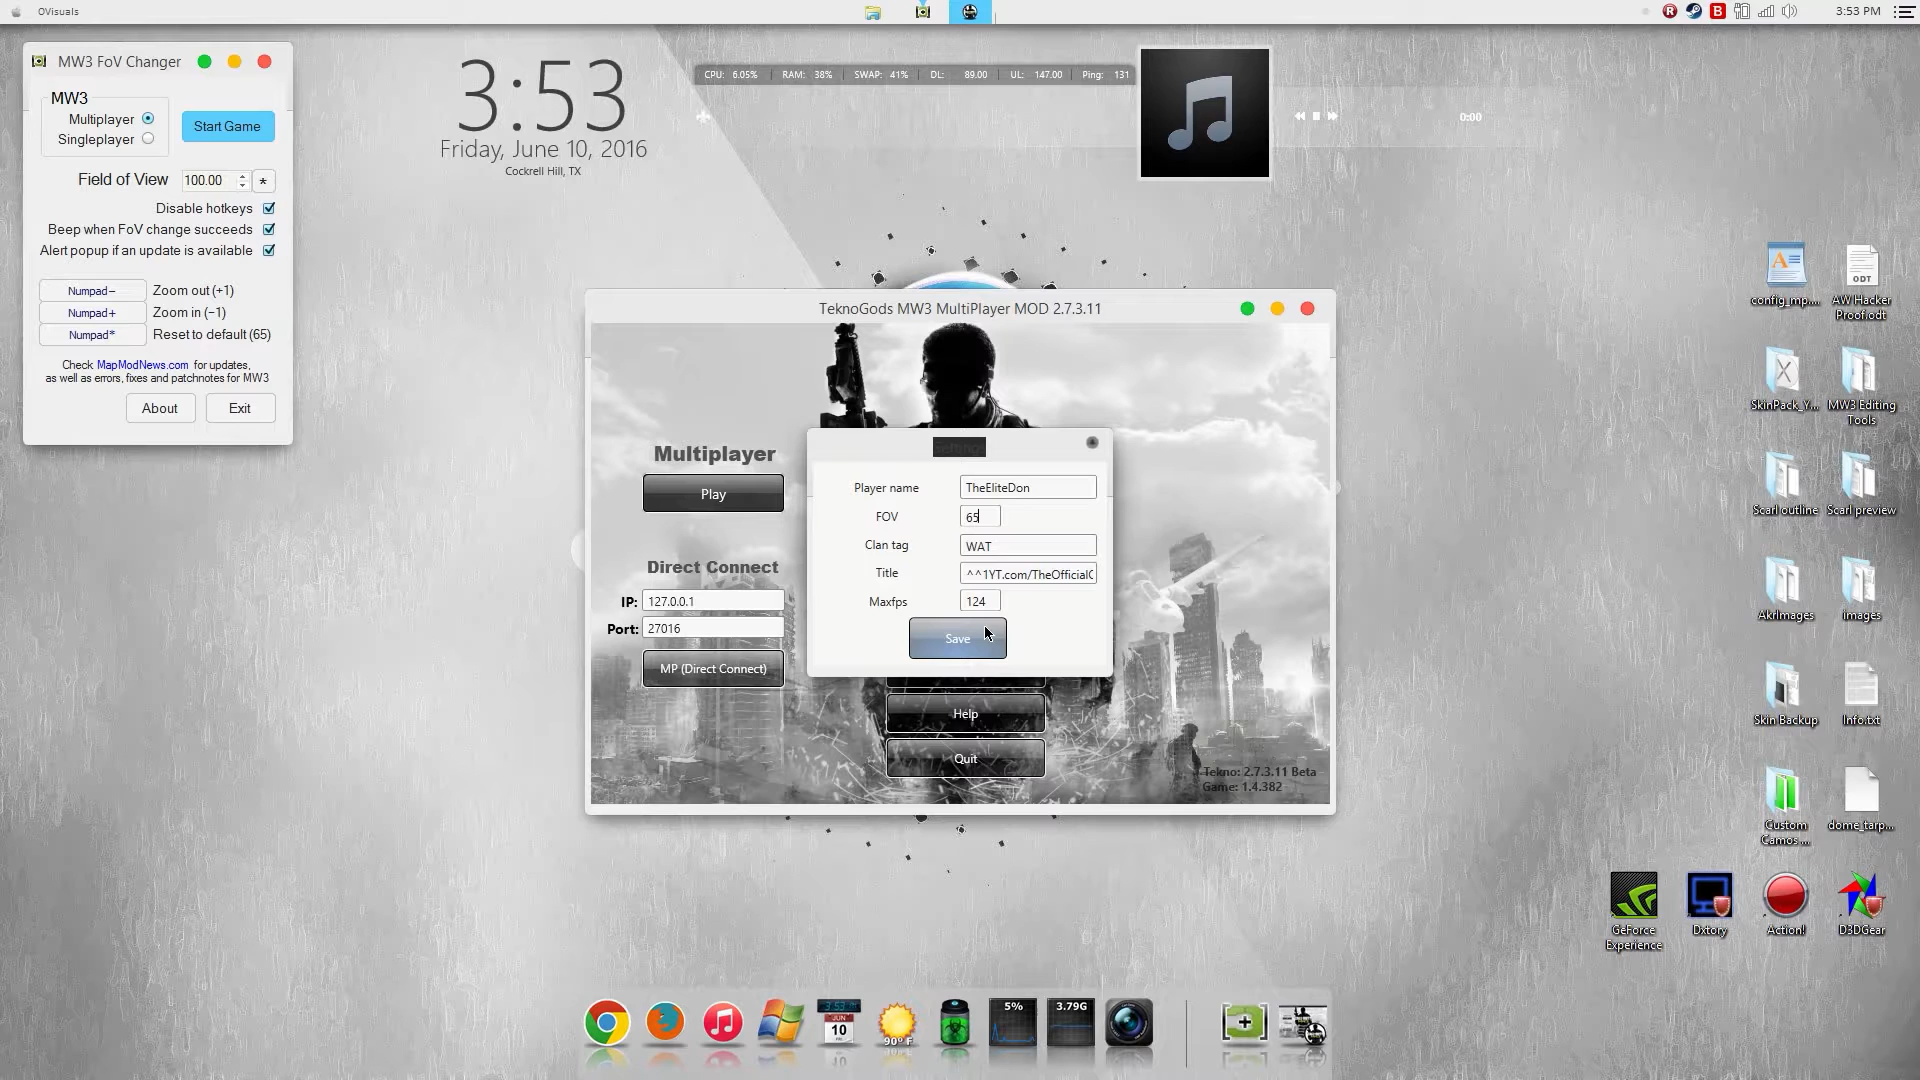 OVisuals
3:53 PM
MW3 FoV Changer
MW3
Multiplayer
Singleplayer
Start Game
Field of View 100.00 *
Disable hotkeys
Beep when FoV change succeeds
Alert popup if an update is available
Numpad− Zoom out (+1)
Numpad+ Zoom in (−1)
Numpad* Reset to default (65)
Check MapModNews.com for updates,
as well as errors, fixes and patchnotes for MW3
About Exit
3:53
Friday, June 10, 2016
Cockrell Hill, TX
CPU: 6.05% RAM: 38% SWAP: 41% DL: 89.00 UL: 147.00 Ping: 131
0:00
TeknoGods MW3 MultiPlayer MOD 2.7.3.11
Multiplayer
Play
Direct Connect
IP: 127.0.0.1
Port: 27016
MP (Direct Connect)
Settings
Player name TheEliteDon
FOV 65
Clan tag WAT
Title ^^1YT.com/TheOfficial
Maxfps 124
Save
Help
Quit
Tekno: 2.7.3.11 Beta
Game: 1.4.382
config_mp....
ODT
AW Hacker
Proof.odt
SkinPack_Y...
MW3 Editing
Tools
Scarl outline
Scarl preview
AkrImages
images
Skin Backup
Info.txt
Custom
Camos ...
dome_tarp...
GeForce
Experience
Dxtory
Action!
D3DGear
JUN
10
90° F
5%
3.79G